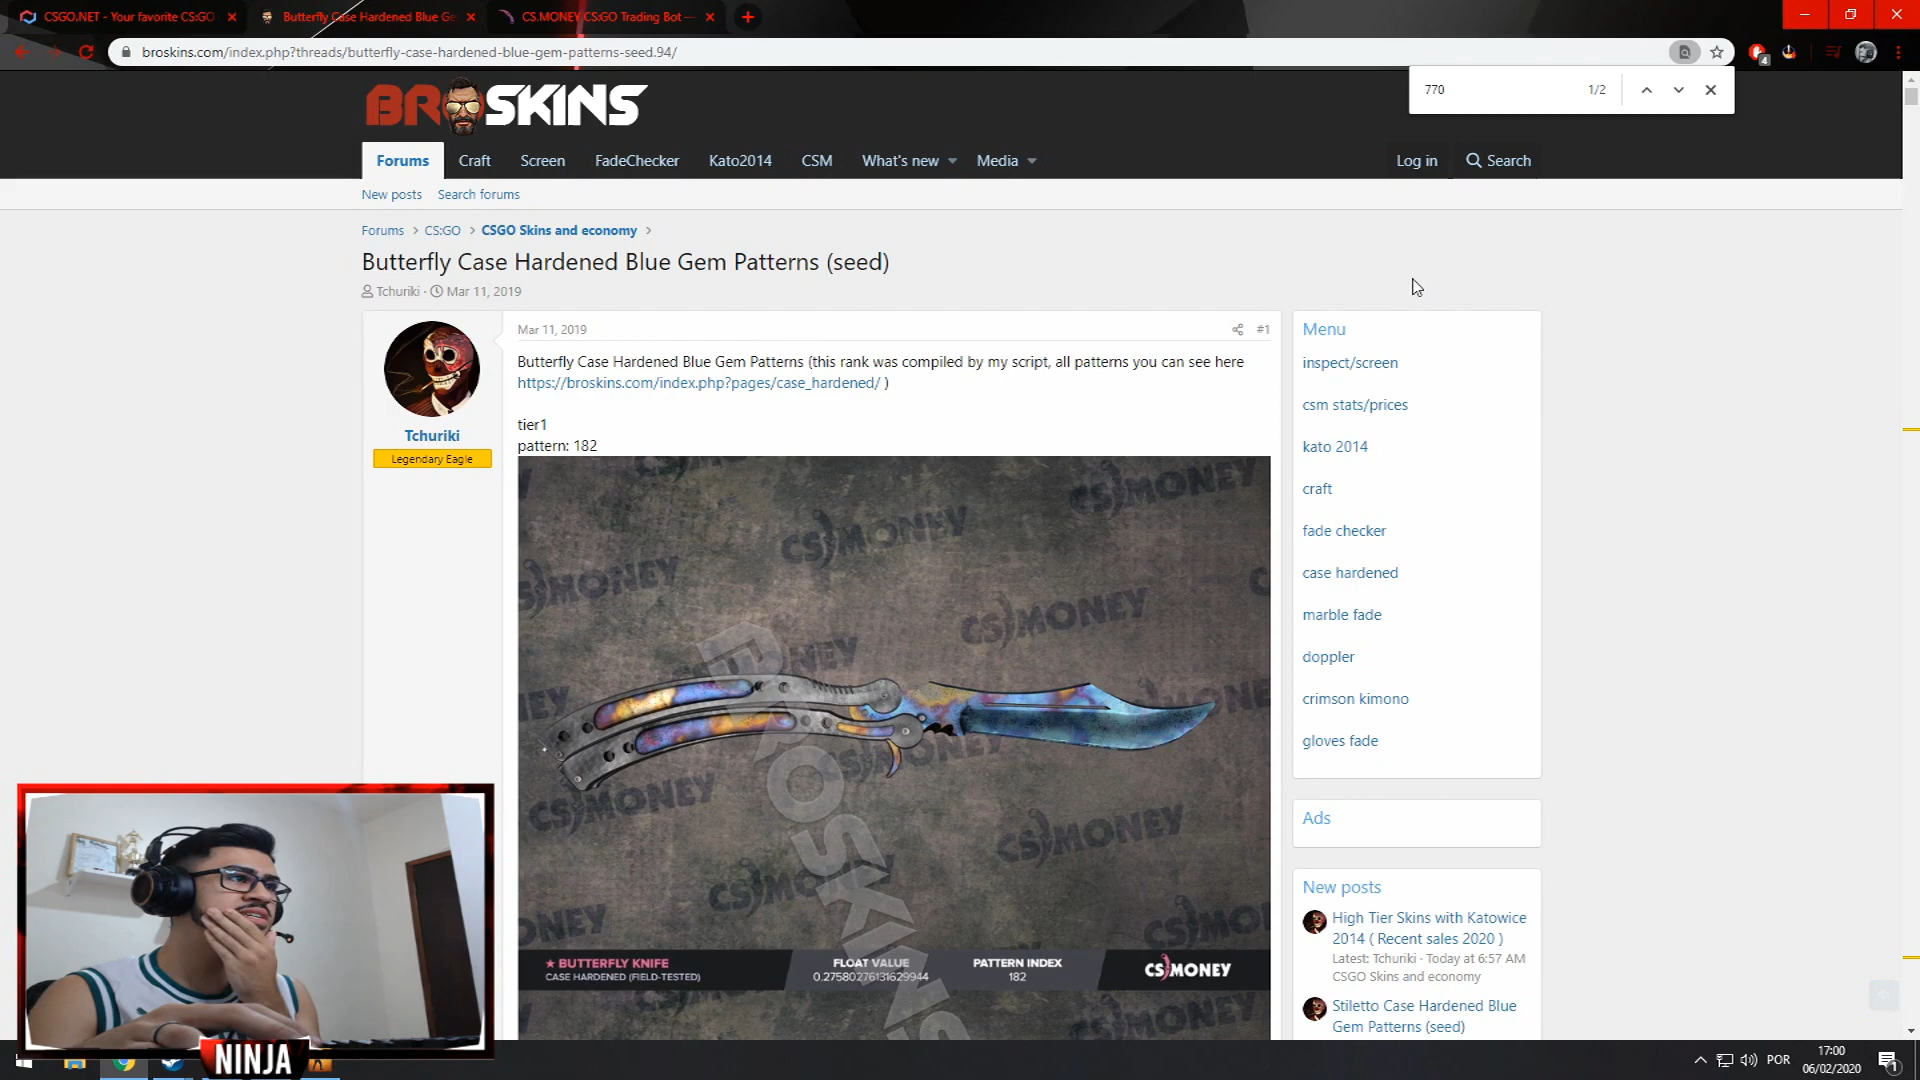 CSGO.NET - Your favorite CS:GO
Butterfly Case Hardened Blue Ge
CS.MONEY CS:GO Trading Bot —
broskins.com/index.php?threads/butterfly-case-hardened-blue-gem-patterns-seed.94/
4
770
1/2
BROSKINS
Forums
Craft
Screen
FadeChecker
Kato2014
CSM
What's new
Media
Log in
Search
New posts
Search forums
Forums > CS:GO > CSGO Skins and economy >
Butterfly Case Hardened Blue Gem Patterns (seed)
Tchuriki · Mar 11, 2019
Mar 11, 2019
#1
Tchuriki
Legendary Eagle
Butterfly Case Hardened Blue Gem Patterns (this rank was compiled by my script, all patterns you can see here
https://broskins.com/index.php?pages/case_hardened/ )
tier1
pattern: 182
CS MONEY
BROSKINS
★ BUTTERFLY KNIFE
CASE HARDENED (FIELD-TESTED)
FLOAT VALUE
0.27580276131629944
PATTERN INDEX
182
CS MONEY
Menu
inspect/screen
csm stats/prices
kato 2014
craft
fade checker
case hardened
marble fade
doppler
crimson kimono
gloves fade
Ads
New posts
High Tier Skins with Katowice
2014 ( Recent sales 2020 )
Latest: Tchuriki · Today at 6:57 AM
CSGO Skins and economy
Stiletto Case Hardened Blue
Gem Patterns (seed)
NINJA
POR
17:00
06/02/2020
1